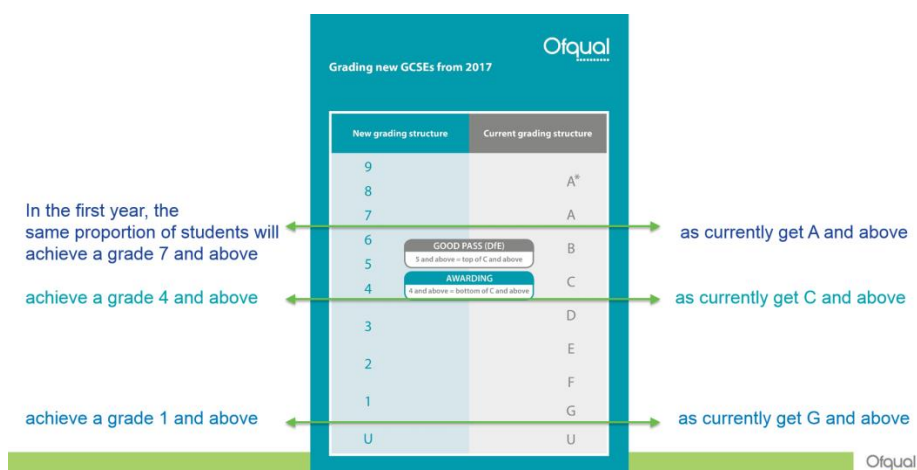 Ofqual
Grading new GCSEs from 2017
New grading structure
Current grading structure
9
8
7
6
5
4
3
2
1
U
A*
A
B
C
D
E
F
G
U
GOOD PASS (DfE)
5 and above = top of C and above
AWARDING
4 and above = bottom of C and above
In the first year, the
same proportion of students will
achieve a grade 7 and above
as currently get A and above
achieve a grade 4 and above
as currently get C and above
achieve a grade 1 and above
as currently get G and above
Ofqual